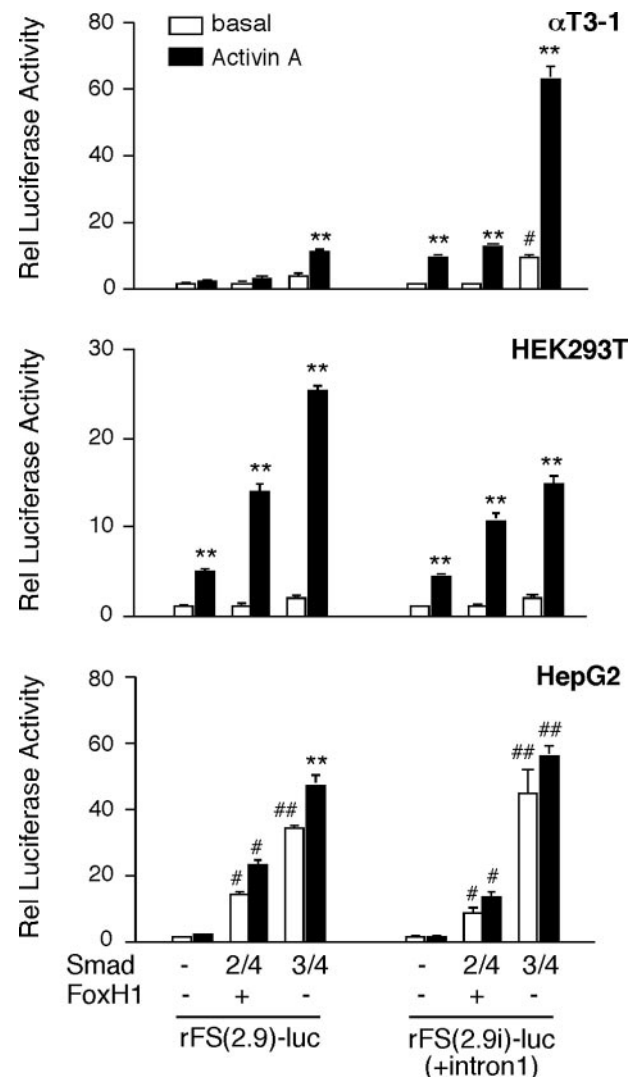 αT3-1
basal
Activin A
Rel Luciferase Activity
80
60
40
20
0
**
**
**
#
**
HEK293T
Rel Luciferase Activity
30
20
10
0
**
**
**
**
**
**
HepG2
Rel Luciferase Activity
80
60
40
20
0
#
#
##
**
#
#
##
##
Smad - 2/4 3/4 - 2/4 3/4
FoxH1 - + - - + -
rFS(2.9)-luc rFS(2.9i)-luc
(+intron1)